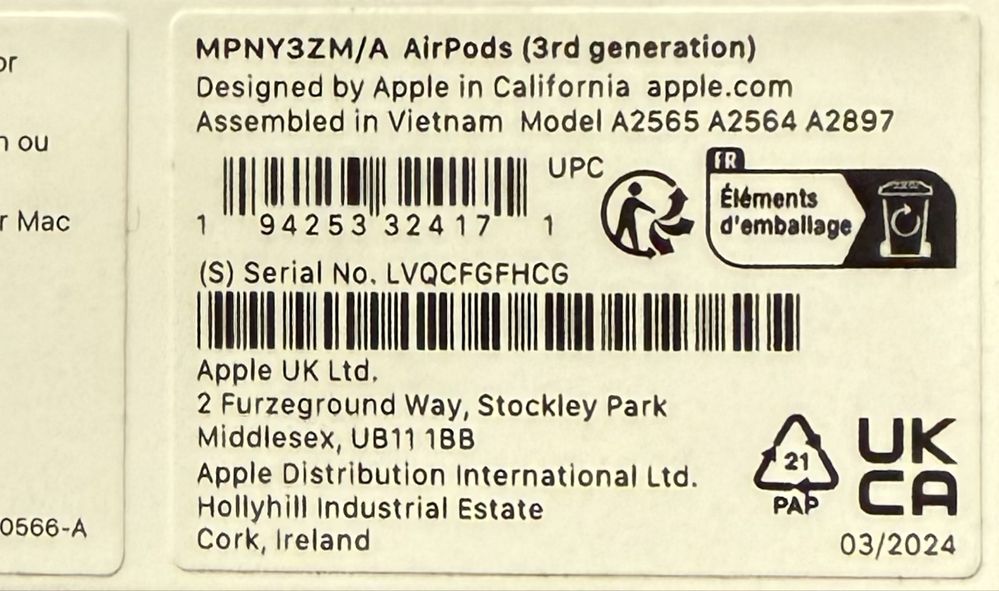 or
n ou
r Mac
0566-A
MPNY3ZM/A AirPods (3rd generation)
Designed by Apple in California apple.com
Assembled in Vietnam Model A2565 A2564 A2897
UPC
1 94253 32417 1
FR
Éléments
d'emballage
(S) Serial No. LVQCFGFHCG
Apple UK Ltd.
2 Furzeground Way, Stockley Park
Middlesex, UB11 1BB
Apple Distribution International Ltd.
Hollyhill Industrial Estate
Cork, Ireland
21
PAP
UK
CA
03/2024